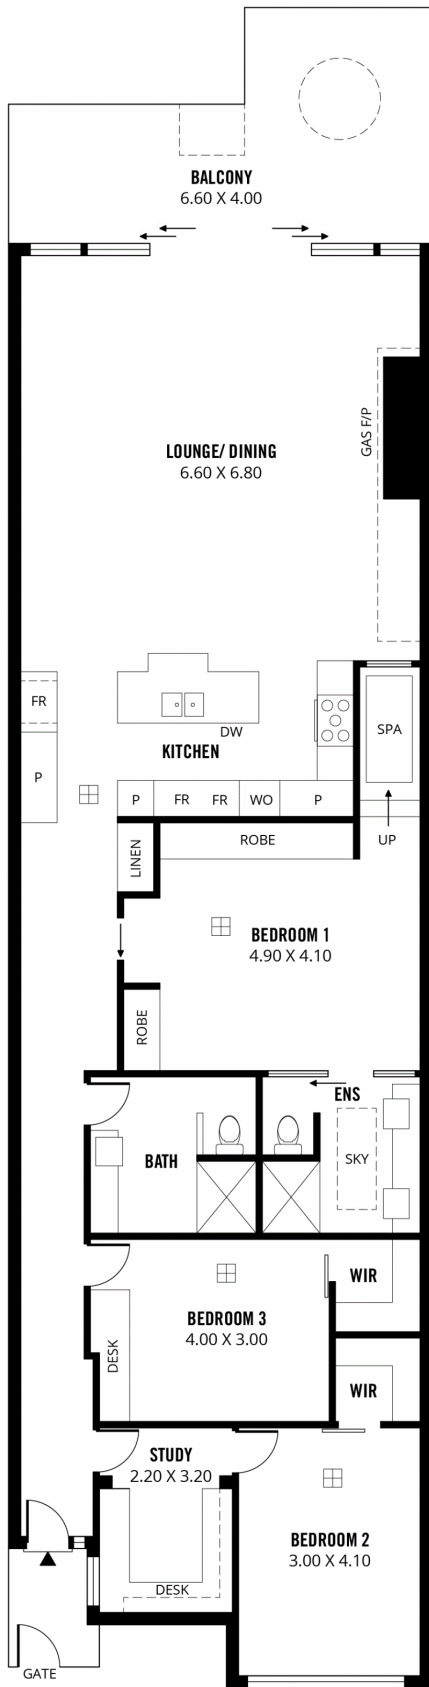 BALCONY
6.60 X 4.00
LOUNGE/ DINING
6.60 X 6.80
GAS F/P
FR
P
DW
KITCHEN
SPA
P
FR
FR
WO
P
UP
LINEN
ROBE
BEDROOM 1
4.90 X 4.10
ROBE
ENS
BATH
SKY
WIR
BEDROOM 3
4.00 X 3.00
DESK
WIR
STUDY
2.20 X 3.20
BEDROOM 2
3.00 X 4.10
DESK
GATE